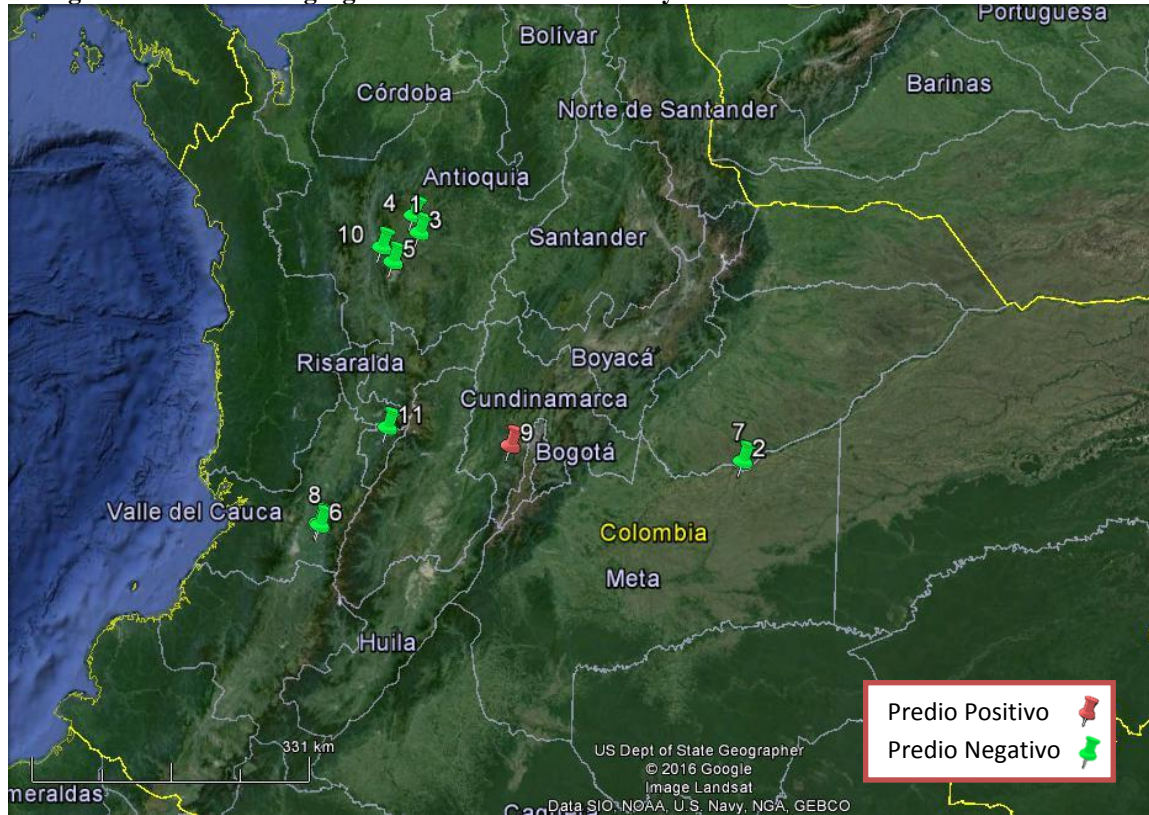 Portuguesa
Bolívar
Barinas
Córdoba
Norte de Santander
Antioquia
4 1
3
10
5
Santander
Risaralda
Boyacá
Cundinamarca
11
9
7
2
Bogotá
8
6
Valle del Cauca
Colombia
Meta
Huila
Predio Positivo
Predio Negativo
331 km
US Dept of State Geographer
© 2016 Google
Image Landsat
Data SIO, NOAA, U.S. Navy, NGA, GEBCO
meraldas